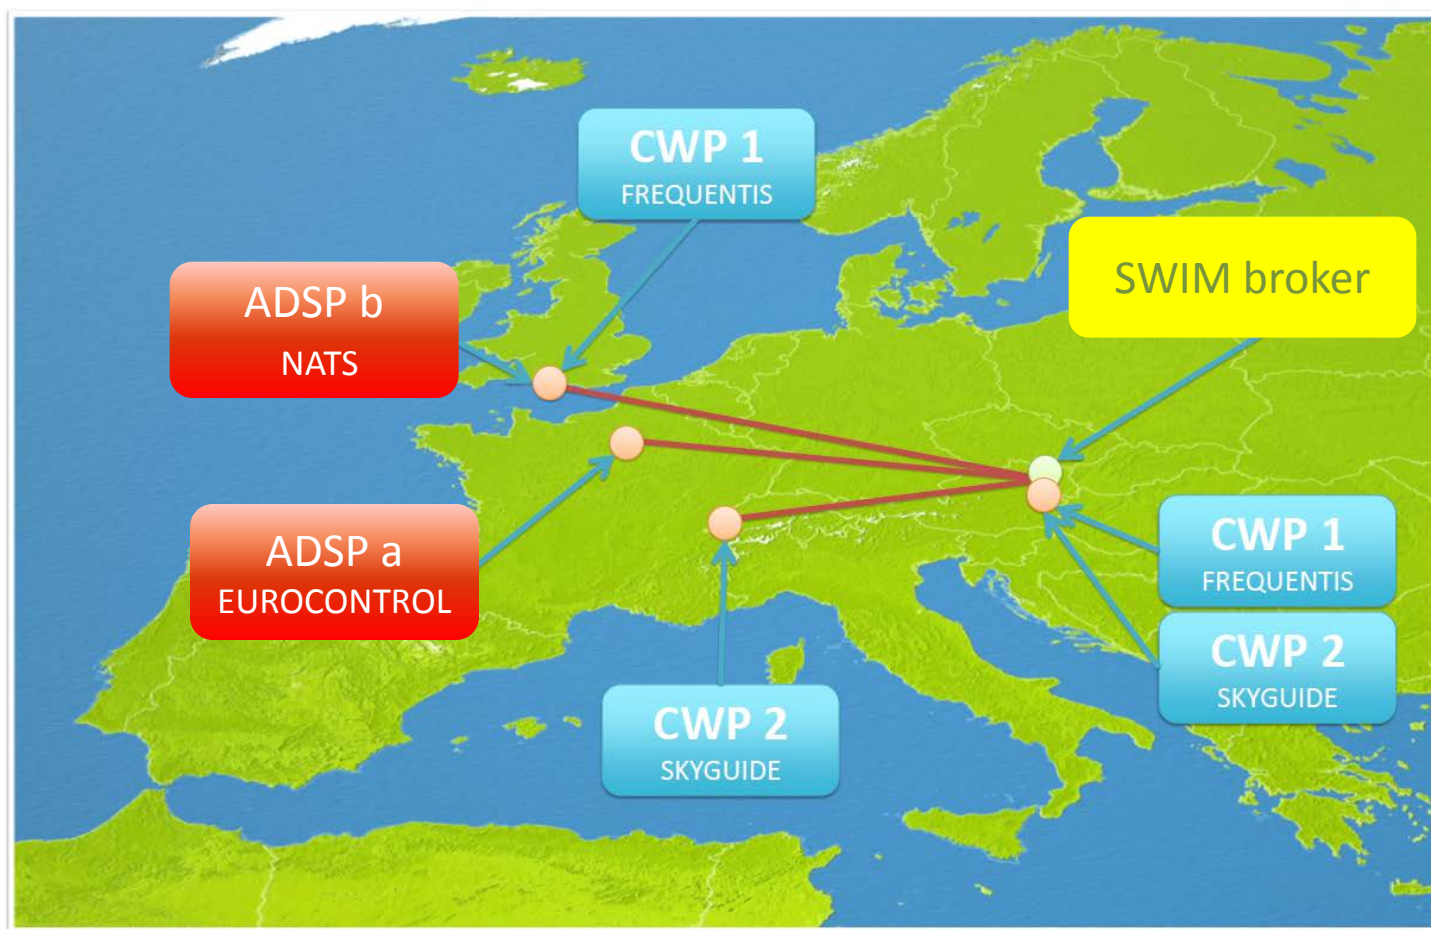 CWP 1
FREQUENTIS
SWIM broker
ADSP b
NATS
ADSP a
EUROCONTROL
CWP 1
FREQUENTIS
CWP 2
SKYGUIDE
CWP 2
SKYGUIDE